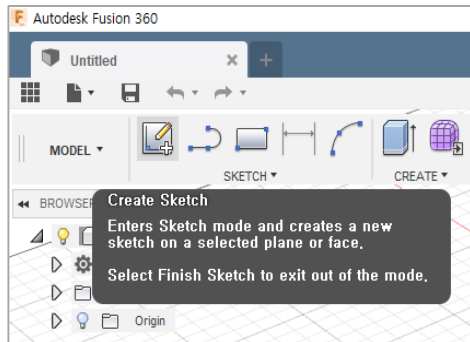 Autodesk Fusion 360
Untitled
MODEL
SKETCH
CREATE
BROWSE
Create Sketch
Enters Sketch mode and creates a new
sketch on a selected plane or face.
Select Finish Sketch to exit out of the mode.
Origin